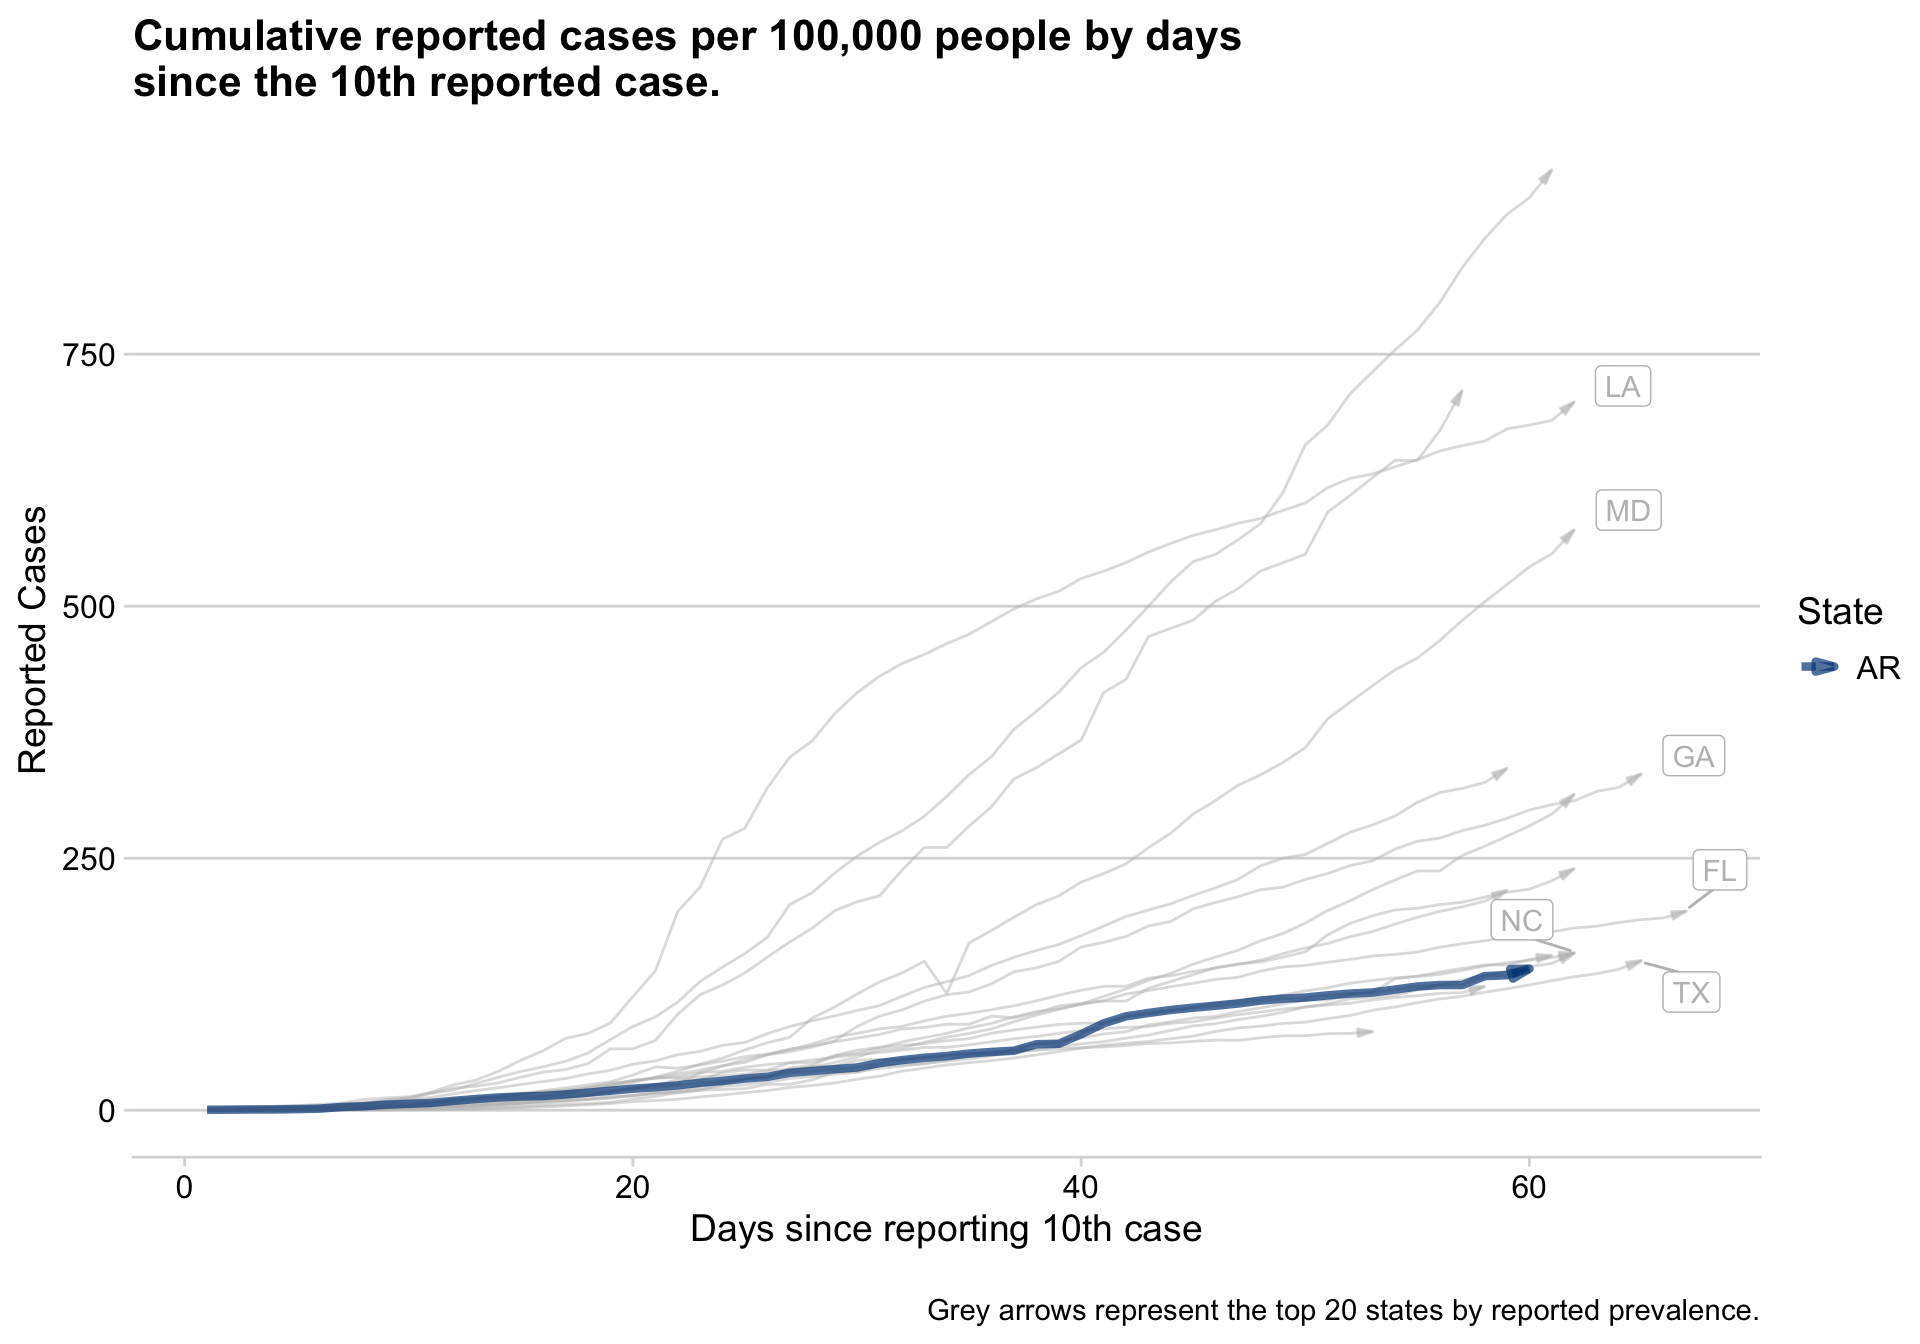 Cumulative reported cases per 100,000 people by days
since the 10th reported case.
Reported Cases
750
500
250
0
LA
MD
GA
FL
NC
TX
State
AR
0
20
40
60
Days since reporting 10th case
Grey arrows represent the top 20 states by reported prevalence.